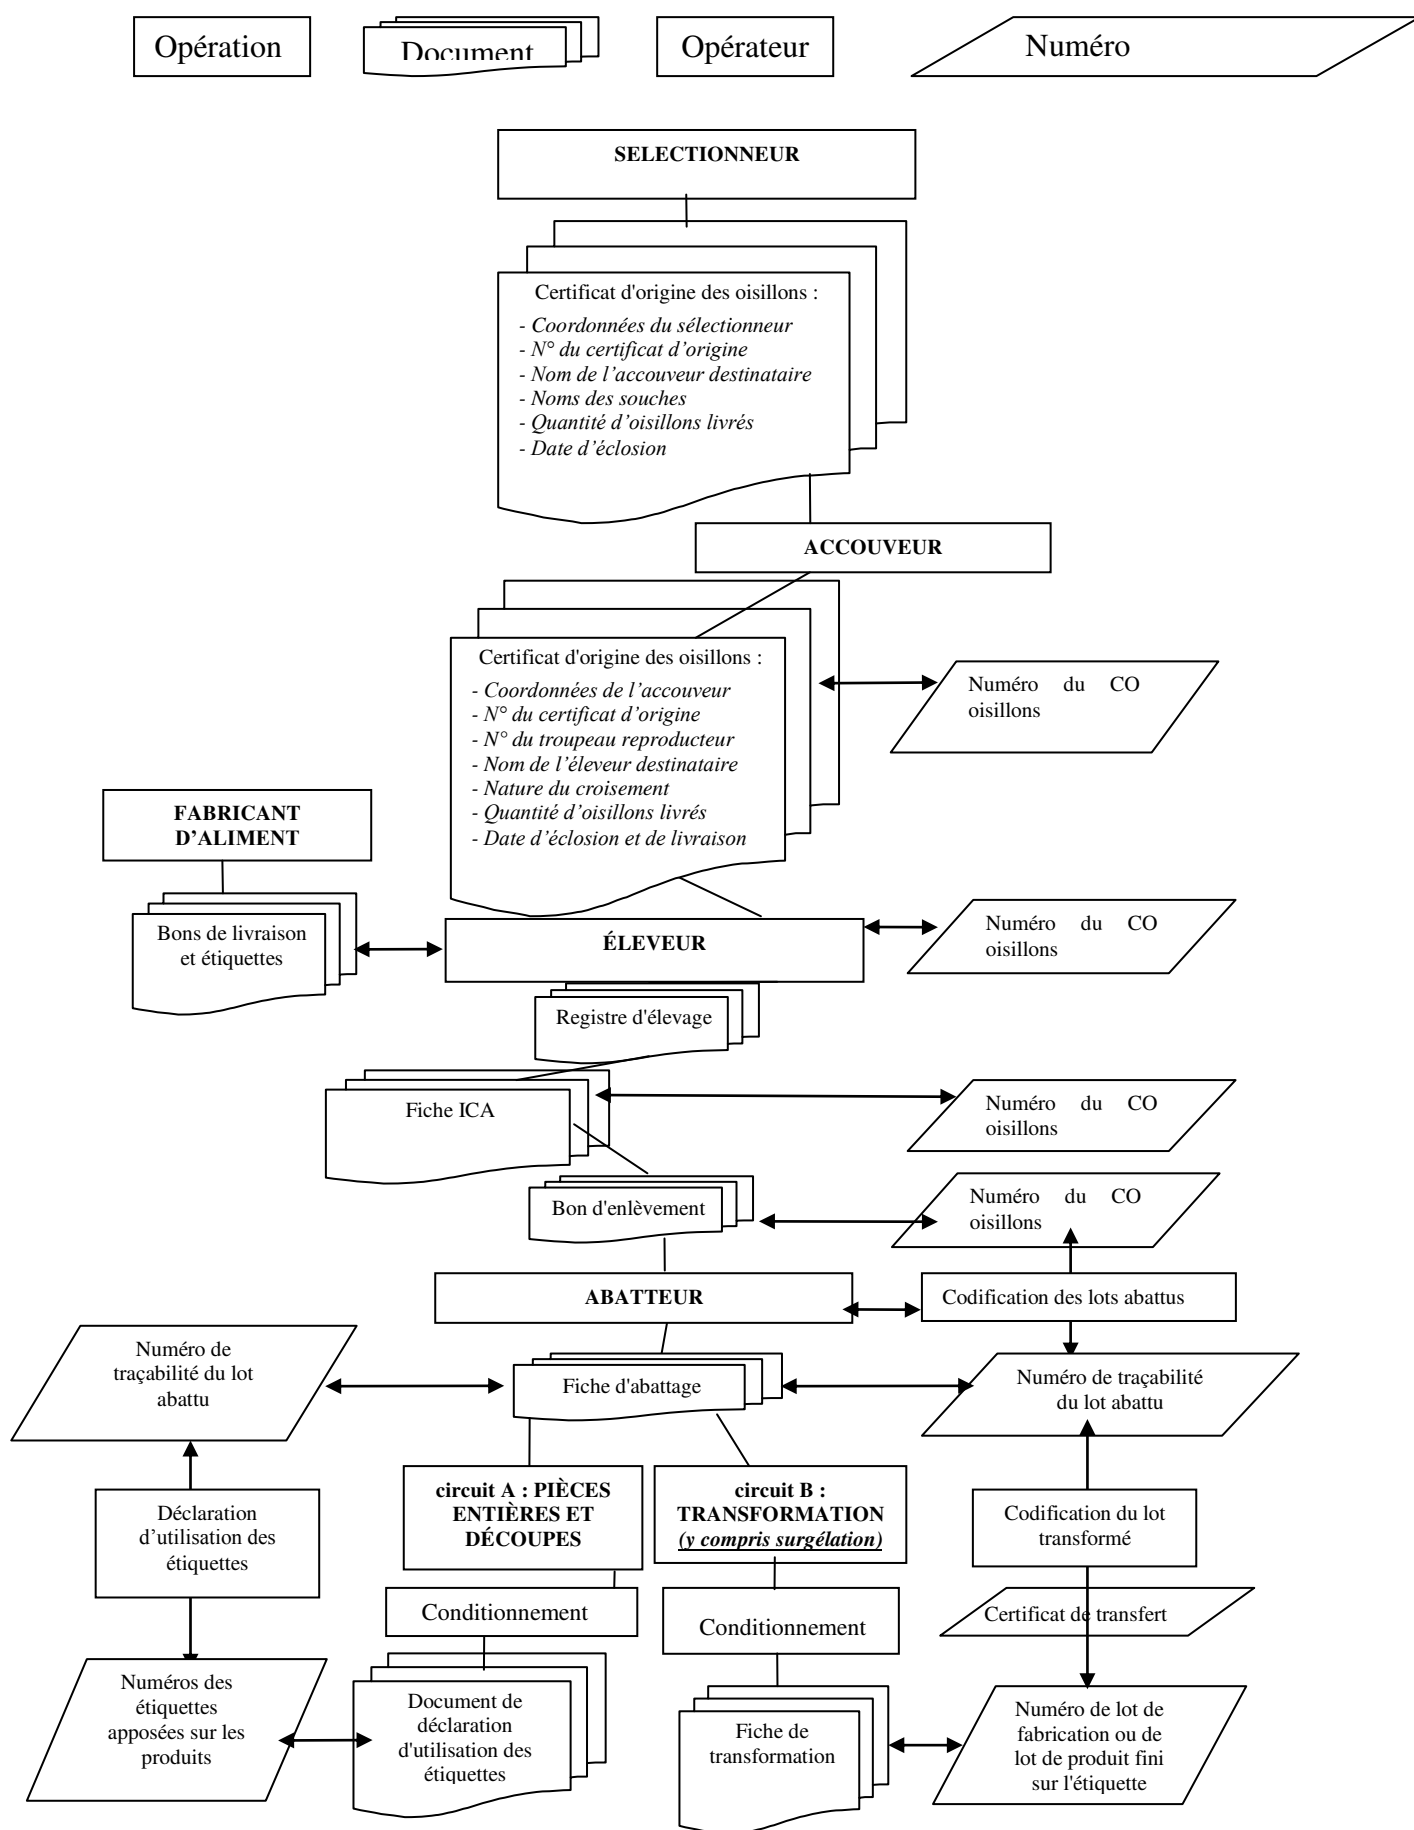 Opération
Document
Opérateur
Numéro
SELECTIONNEUR
Certificat d'origine des oisillons :
- Coordonnées du sélectionneur
- N° du certificat d’origine
- Nom de l’accouveur destinataire
- Noms des souches
- Quantité d’oisillons livrés
- Date d’éclosion
ACCOUVEUR
Certificat d'origine des oisillons :
- Coordonnées de l’accouveur
- N° du certificat d’origine
- N° du troupeau reproducteur
- Nom de l’éleveur destinataire
- Nature du croisement
- Quantité d’oisillons livrés
- Date d’éclosion et de livraison
Numéro du CO
oisillons
FABRICANT
D’ALIMENT
Bons de livraison
et étiquettes
ÉLEVEUR
Numéro du CO
oisillons
Registre d'élevage
Fiche ICA
Numéro du CO
oisillons
Bon d'enlèvement
Numéro du CO
oisillons
ABATTEUR
Codification des lots abattus
Numéro de
traçabilité du lot
abattu
Fiche d'abattage
Numéro de traçabilité
du lot abattu
Déclaration
d’utilisation des
étiquettes
circuit A : PIÈCES
ENTIÈRES ET
DÉCOUPES
circuit B :
TRANSFORMATION
(y compris surgélation)
Codification du lot
transformé
Conditionnement
Conditionnement
Certificat de transfert
Numéros des
étiquettes
apposées sur les
produits
Document de
déclaration
d'utilisation des
étiquettes
Fiche de
transformation
Numéro de lot de
fabrication ou de
lot de produit fini
sur l'étiquette